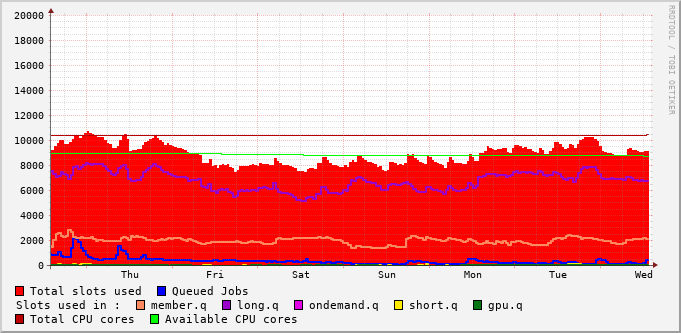 20000
18000
16000
14000
12000
10000
8000
6000
4000
2000
0
Thu Fri Sat Sun Mon Tue Wed
RRDTOOL / TOBI OETIKER
Total slots used Queued Jobs
Slots used in : member.q long.q ondemand.q short.q gpu.q
Total CPU cores Available CPU cores